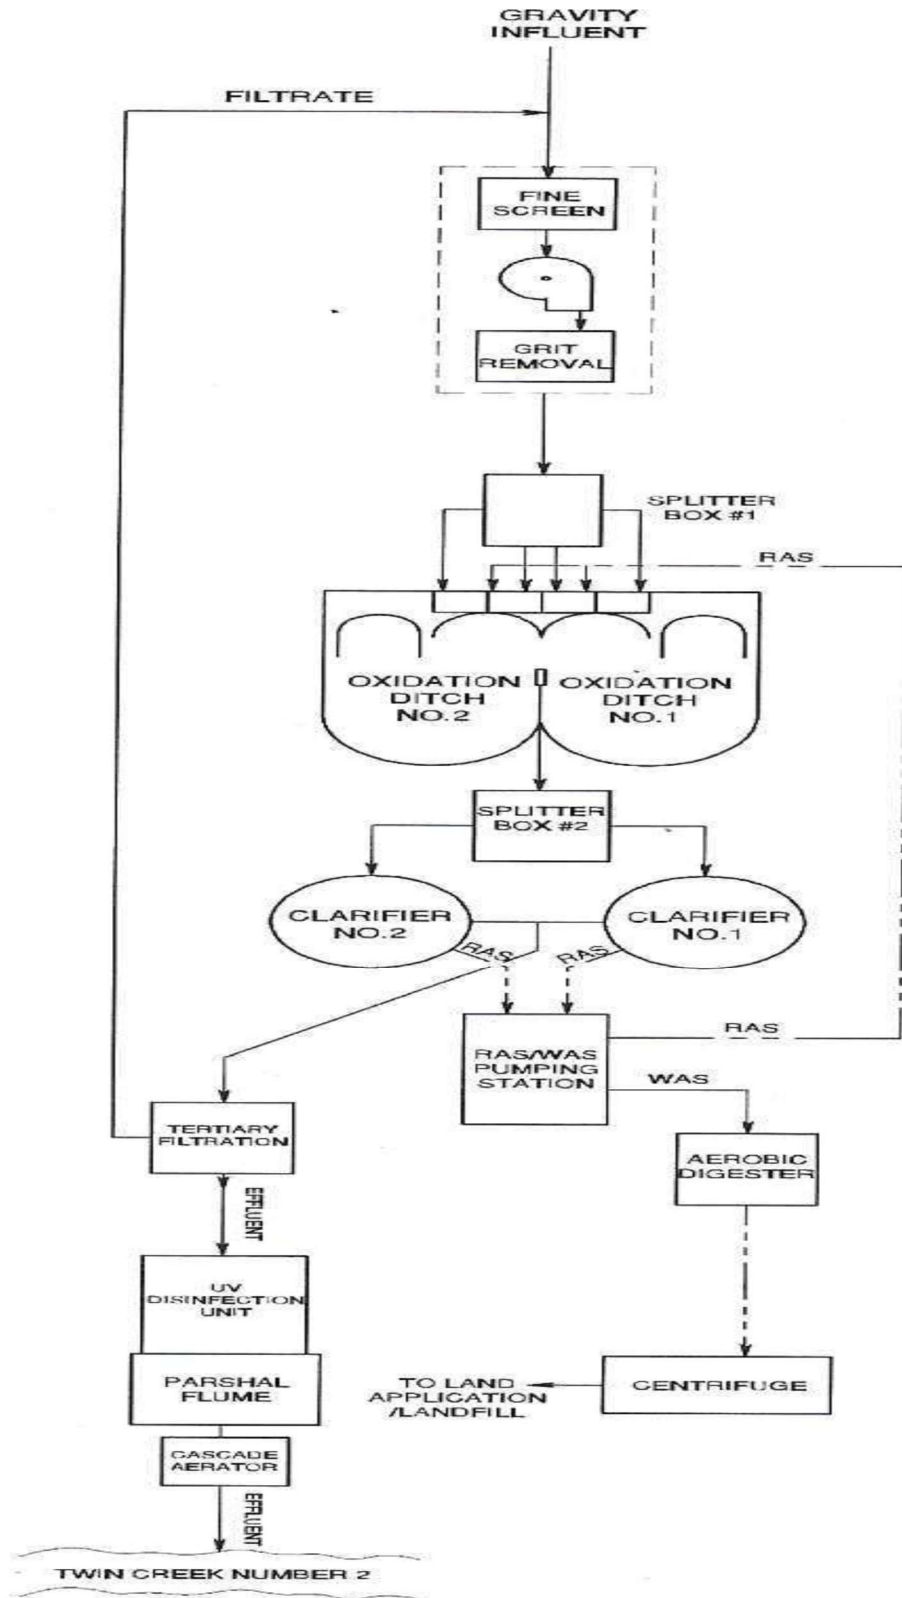 GRAVITY
INFLUENT
FILTRATE
FINE
SCREEN
GRIT
REMOVAL
SPLITTER
BOX #1
RAS
OXIDATION
DITCH
NO.2
OXIDATION
DITCH
NO.1
SPLITTER
BOX #2
CLARIFIER
NO.2
CLARIFIER
NO.1
RAS
RAS
RAS/WAS
PUMPING
STATION
RAS
WAS
TERTIARY
FILTRATION
AEROBIC
DIGESTER
EFFLUENT
UV
DISINFECTION
UNIT
PARSHAL
FLUME
TO LAND
APPLICATION
/LANDFILL
CENTRIFUGE
CASCADE
AERATOR
EFFLUENT
TWIN CREEK NUMBER 2